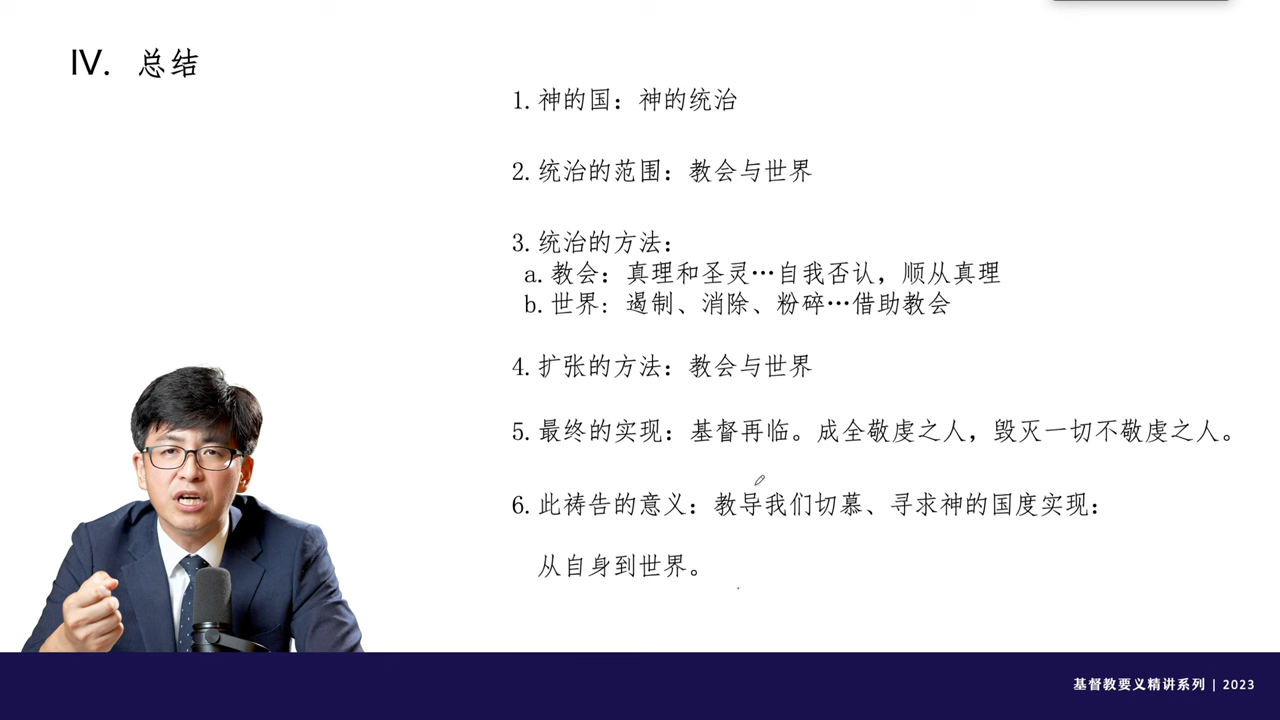 IV. 总结
1. 神的国：神的统治
2. 统治的范围：教会与世界
3. 统治的方法：
a. 教会：真理和圣灵…自我否认，顺从真理
b. 世界：遏制、消除、粉碎…借助教会
4. 扩张的方法：教会与世界
5. 最终的实现：基督再临。成全敬虔之人，毁灭一切不敬虔之人。
6. 此祷告的意义：教导我们切慕、寻求神的国度实现：
从自身到世界。
基督教要义精讲系列 | 2023